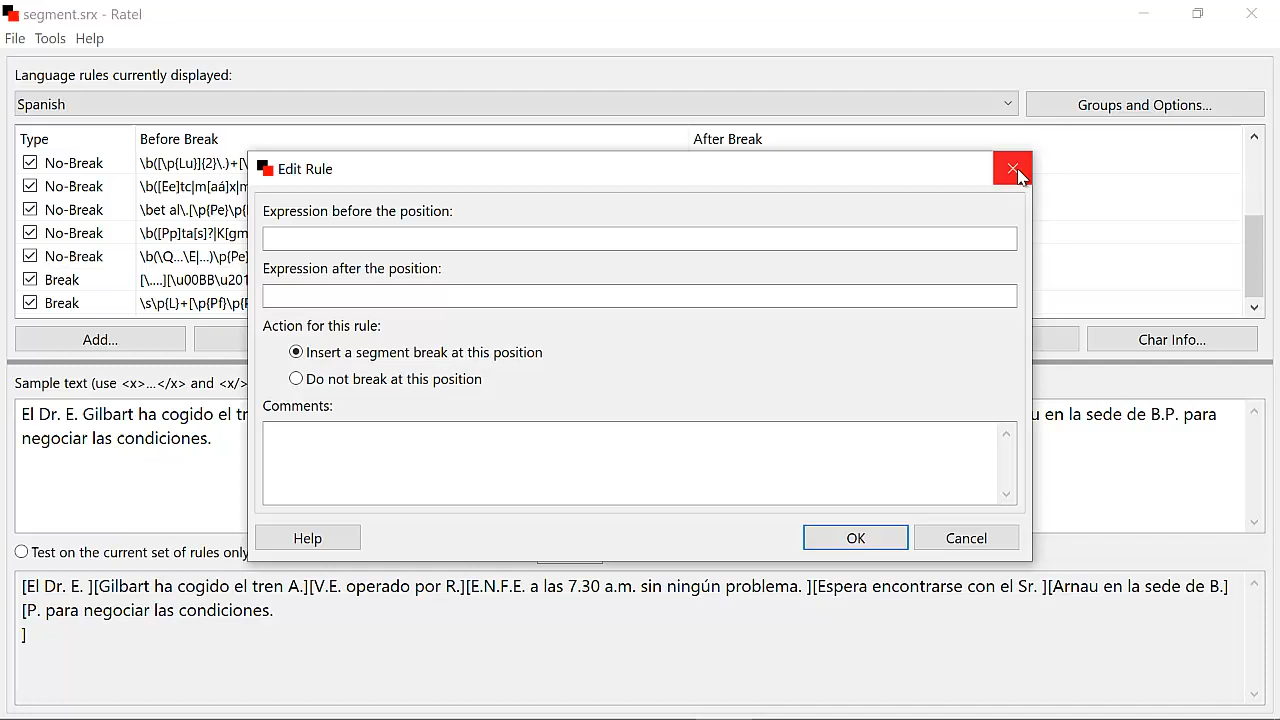 segment.srx - Ratel
File Tools Help
Language rules currently displayed:
Spanish
Groups and Options...
Type Before Break After Break
No-Break \b([\p{Lu}]{2}\.)+[\
No-Break \b([Ee]tc|m[aá]x|m
No-Break \bet al\.[\p{Pe}\p{
No-Break \b([Pp]ta[s]?|K[gm
No-Break \b(\Q...\E|...)\p{Pe}
Break [\....][\u00BB\u201
Break \s\p{L}+[\p{Pf}\p{
Add...
Char Info...
Edit Rule
Expression before the position:
Expression after the position:
Action for this rule:
Insert a segment break at this position
Do not break at this position
Comments:
Help
OK
Cancel
Sample text (use <x>...</x> and <x/>
El Dr. E. Gilbart ha cogido el tr
u en la sede de B.P. para
negociar las condiciones.
Test on the current set of rules only
[El Dr. E. ][Gilbart ha cogido el tren A.][V.E. operado por R.][E.N.F.E. a las 7.30 a.m. sin ningún problema. ][Espera encontrarse con el Sr. ][Arnau en la sede de B.]
[P. para negociar las condiciones.
]